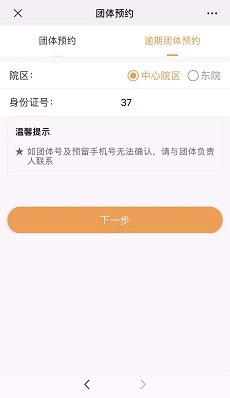 团体预约
团体预约 逾期团体预约
院区： 中心院区 东院
身份证号： 37
温馨提示
★ 如团体号及预留手机号无法确认，请与团体负责
人联系
下一步